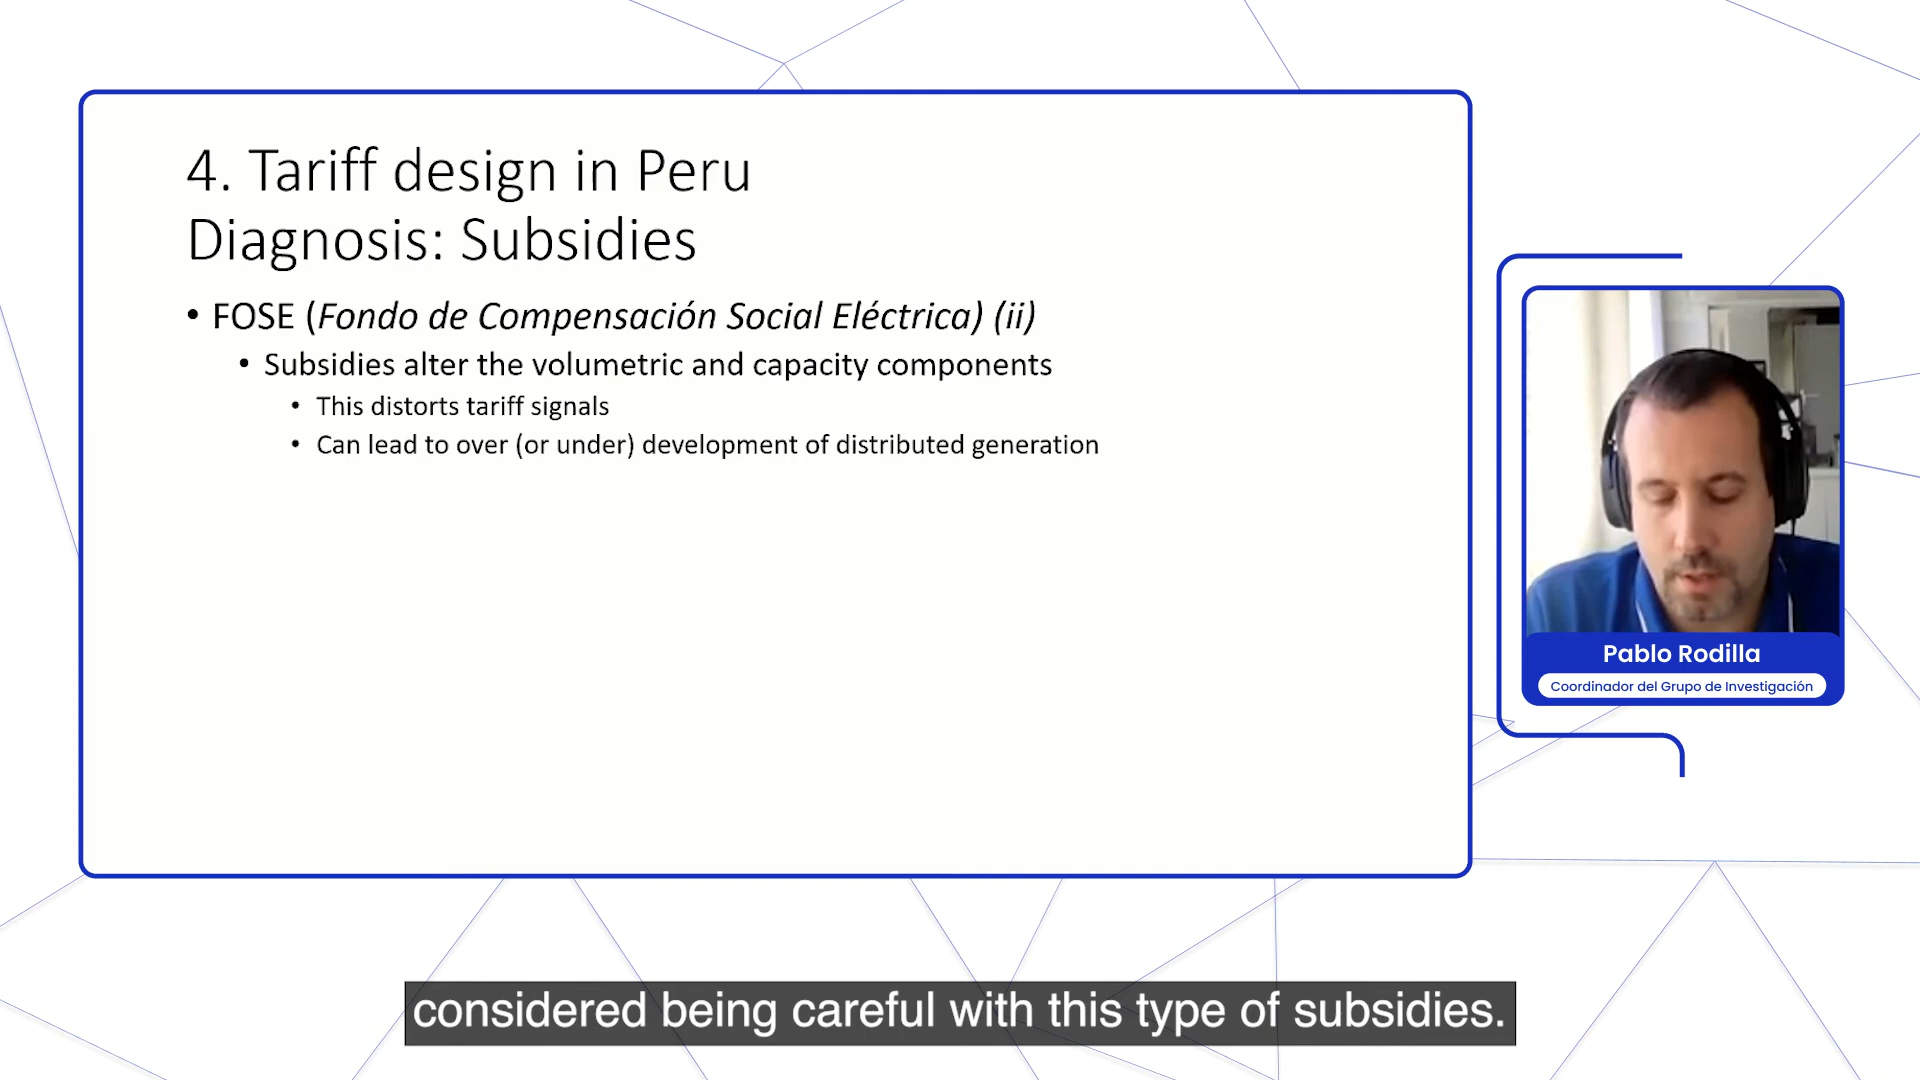 4. Tariff design in Peru
Diagnosis: Subsidies
• FOSE (Fondo de Compensación Social Eléctrica) (ii)
• Subsidies alter the volumetric and capacity components
• This distorts tariff signals
• Can lead to over (or under) development of distributed generation
Pablo Rodilla
Coordinador del Grupo de Investigación
considered being careful with this type of subsidies.